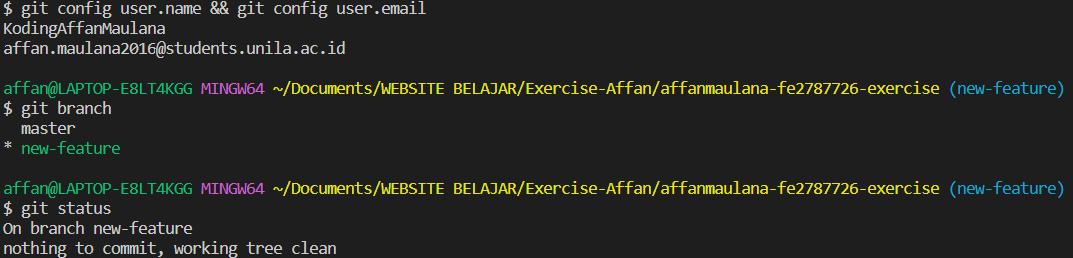 $ git config user.name && git config user.email
KodingAffanMaulana
affan.maulana2016@students.unila.ac.id
affan@LAPTOP-E8LT4KGG MINGW64 ~/Documents/WEBSITE BELAJAR/Exercise-Affan/affanmaulana-fe2787726-exercise (new-feature)
$ git branch
  master
* new-feature
affan@LAPTOP-E8LT4KGG MINGW64 ~/Documents/WEBSITE BELAJAR/Exercise-Affan/affanmaulana-fe2787726-exercise (new-feature)
$ git status
On branch new-feature
nothing to commit, working tree clean